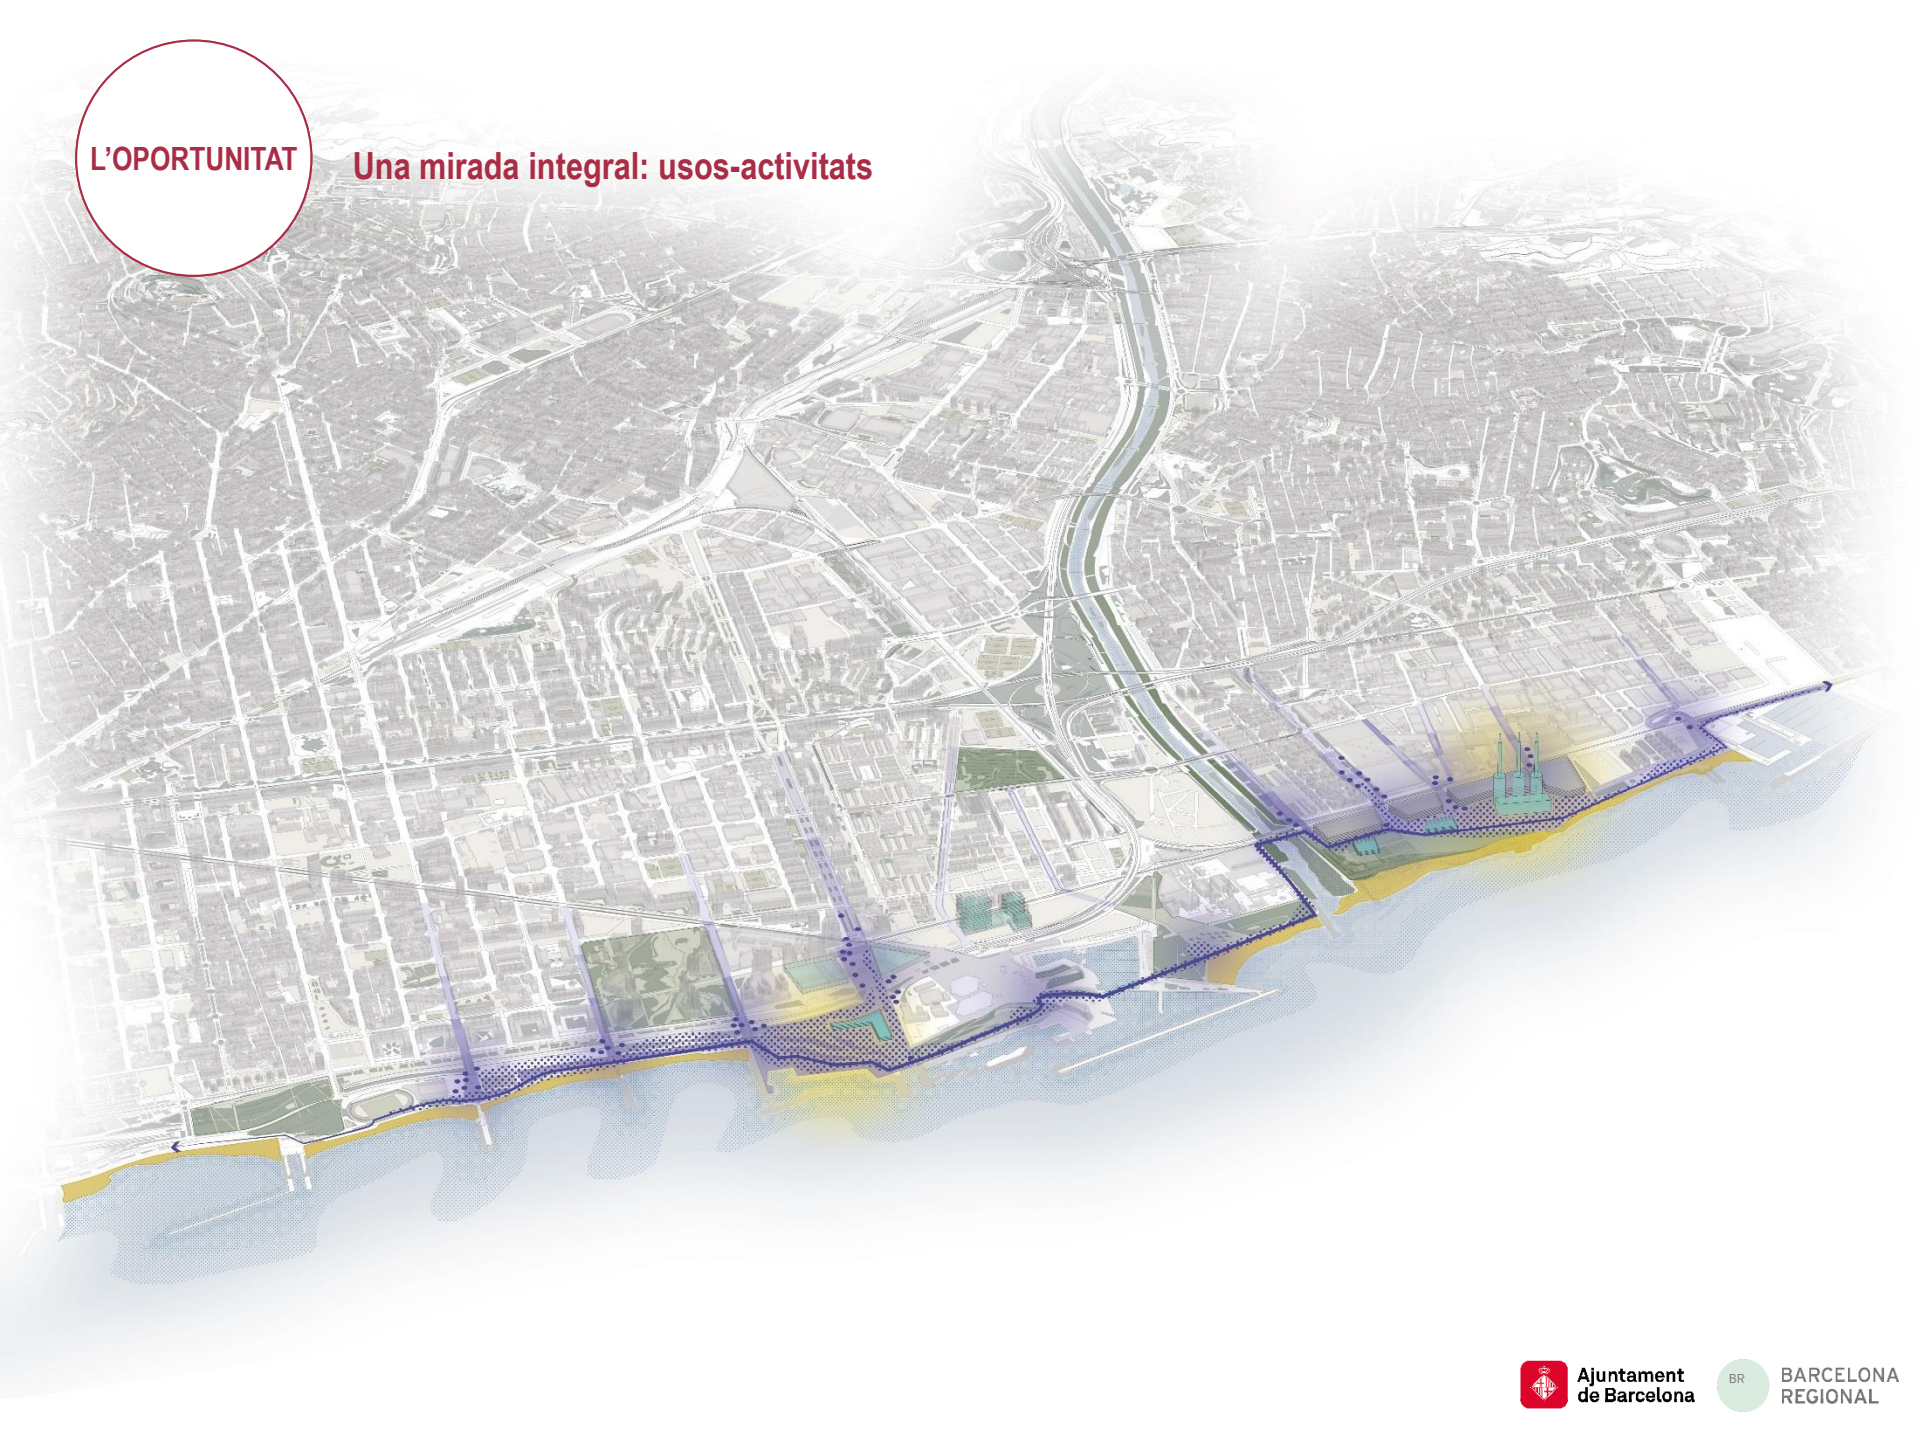 L'OPORTUNITAT
Una mirada integral: usos-activitats
Ajuntament
de Barcelona
BR
BARCELONA
REGIONAL